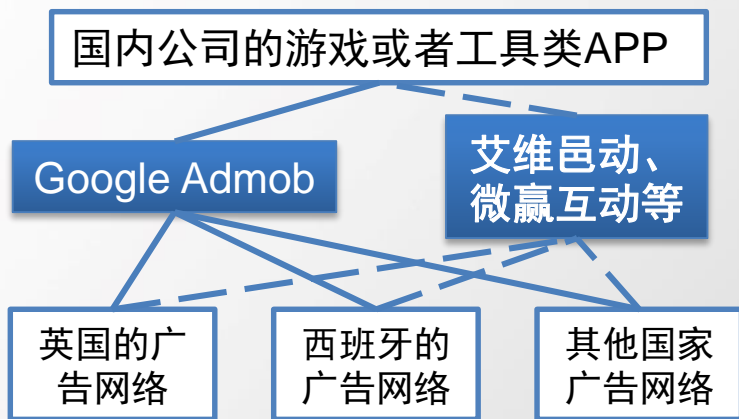 国内公司的游戏或者工具类APP
Google Admob
艾维邑动、
微赢互动等
英国的广
告网络
西班牙的
广告网络
其他国家
广告网络